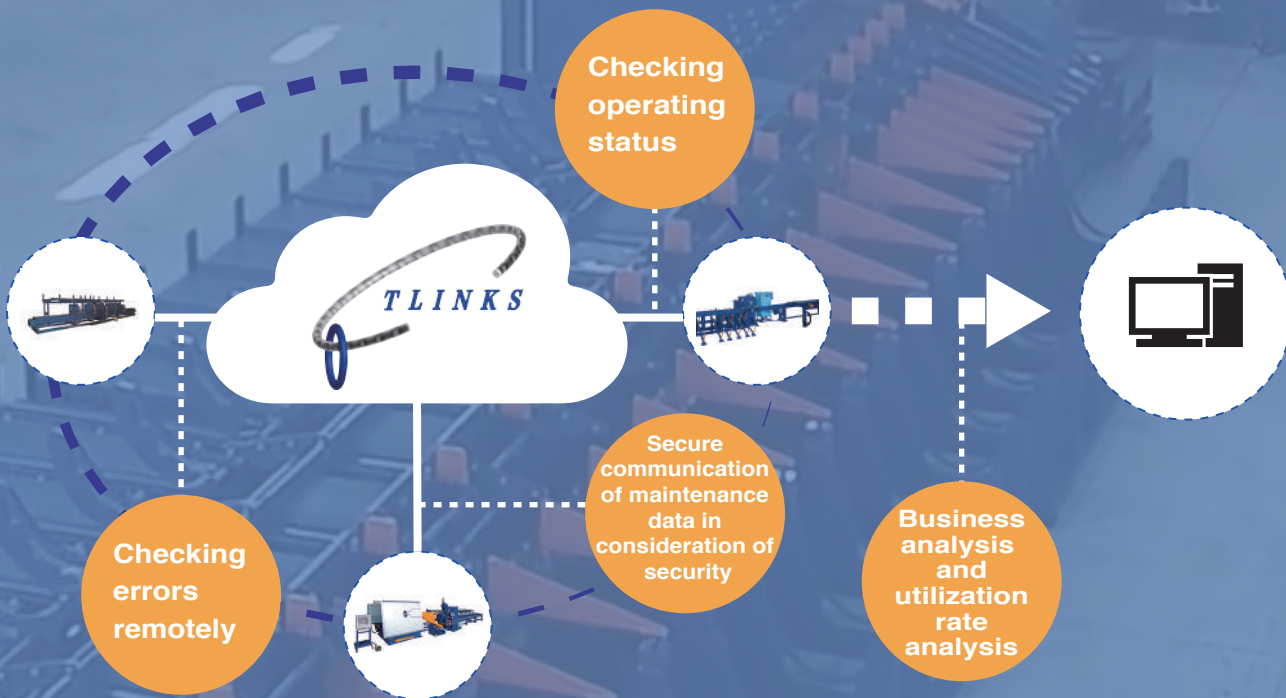 Checking
operating
status
TLINKS
Secure
communication
of maintenance
data in
consideration of
security
Business
analysis
and
utilization
rate
analysis
Checking
errors
remotely